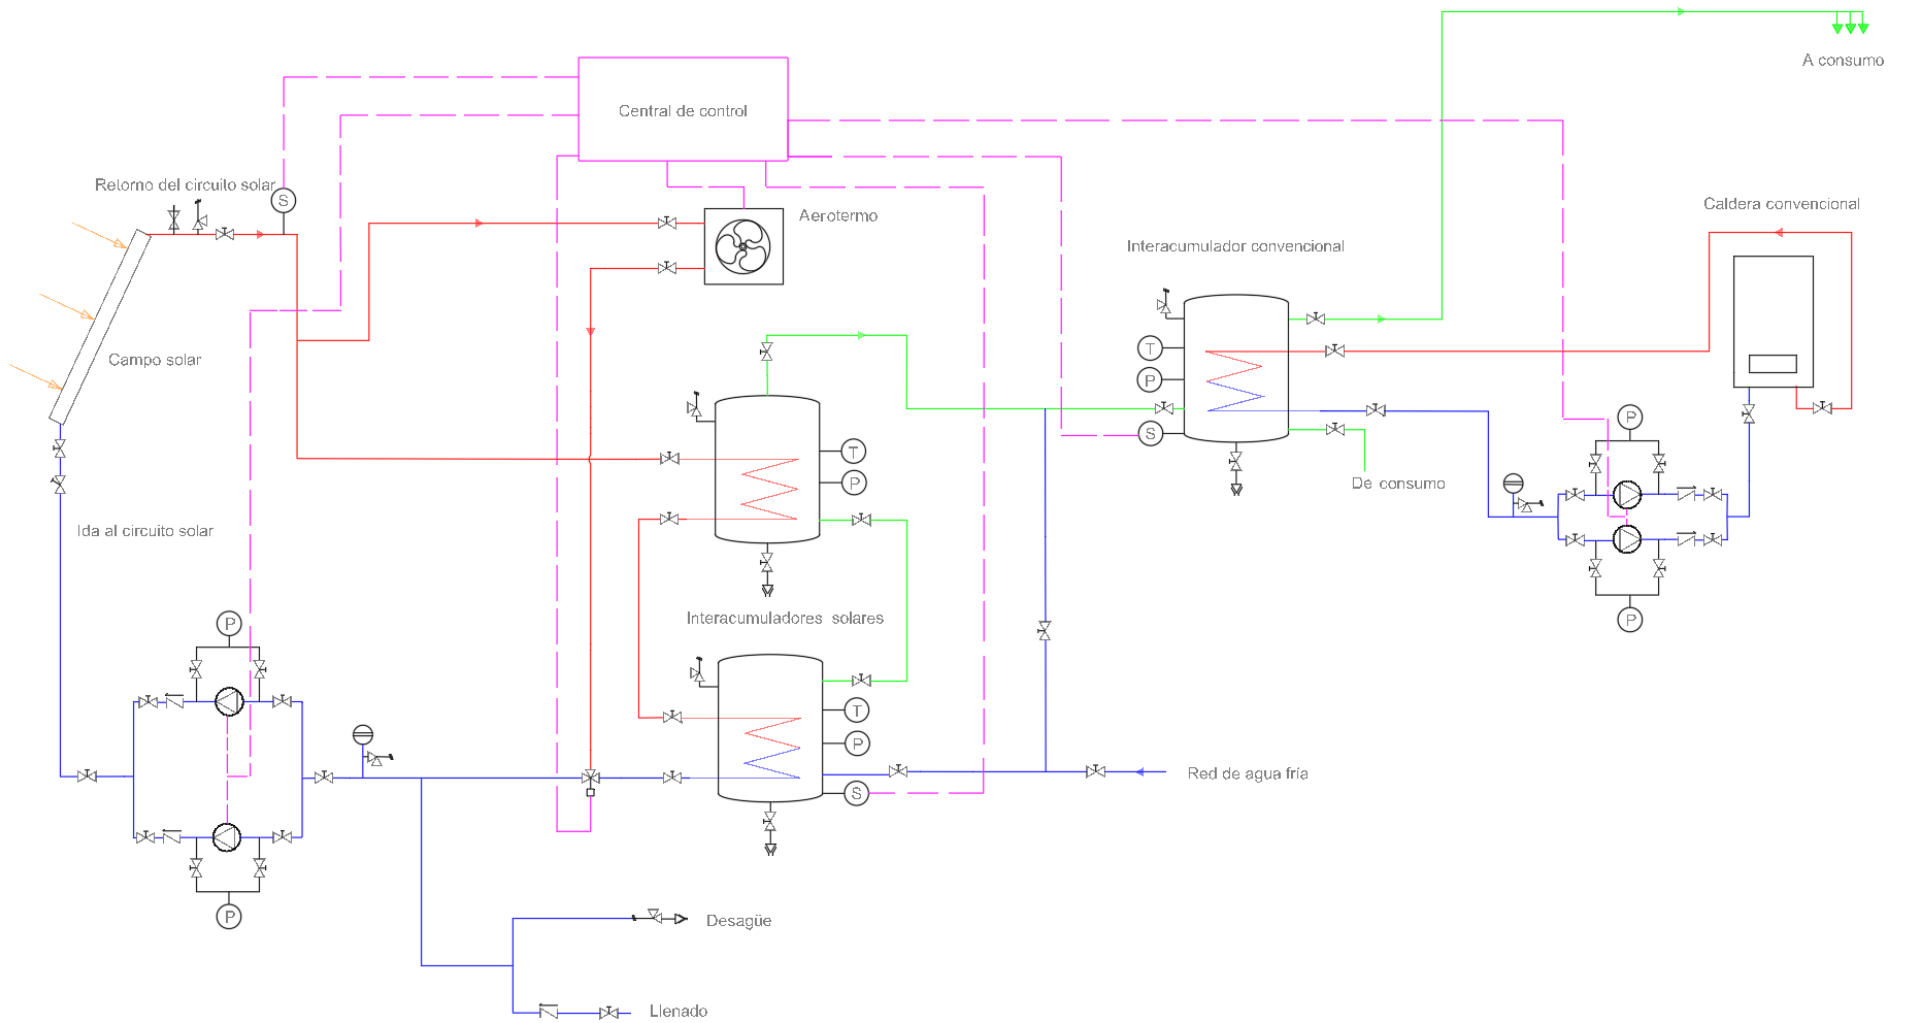 A consumo
Central de control
Retorno del circuito solar
S
Aerotermo
Caldera convencional
Interacumulador convencional
Campo solar
T
P
S
P
T
P
De consumo
Ida al circuito solar
Interacumuladores solares
P
P
T
P
S
Red de agua fría
P
Desagüe
Llenado